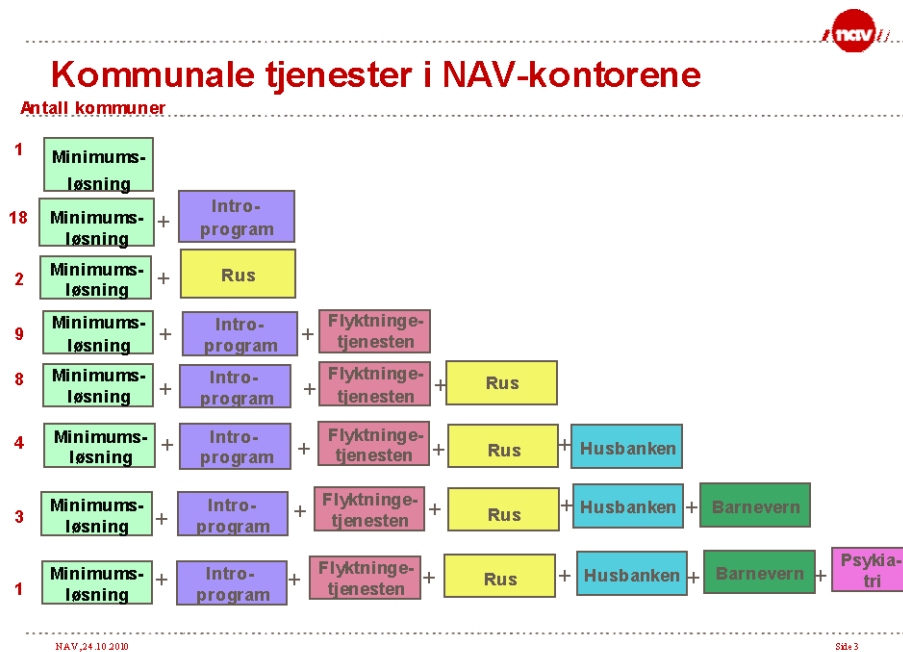 nav
Kommunale tjenester i NAV-kontorene
Antall kommuner
1
Minimums-
løsning
18
Minimums-
løsning
+
Intro-
program
2
Minimums-
løsning
+
Rus
9
Minimums-
løsning
+
Intro-
program
+
Flyktninge-
tjenesten
8
Minimums-
løsning
+
Intro-
program
+
Flyktninge-
tjenesten
+
Rus
4
Minimums-
løsning
+
Intro-
program
+
Flyktninge-
tjenesten
+
Rus
+
Husbanken
3
Minimums-
løsning
+
Intro-
program
+
Flyktninge-
tjenesten
+
Rus
+
Husbanken
+
Barnevern
1
Minimums-
løsning
+
Intro-
program
+
Flyktninge-
tjenesten
+
Rus
+
Husbanken
+
Barnevern
+
Psykia-
tri
NAV, 24.10.2010
Side 3